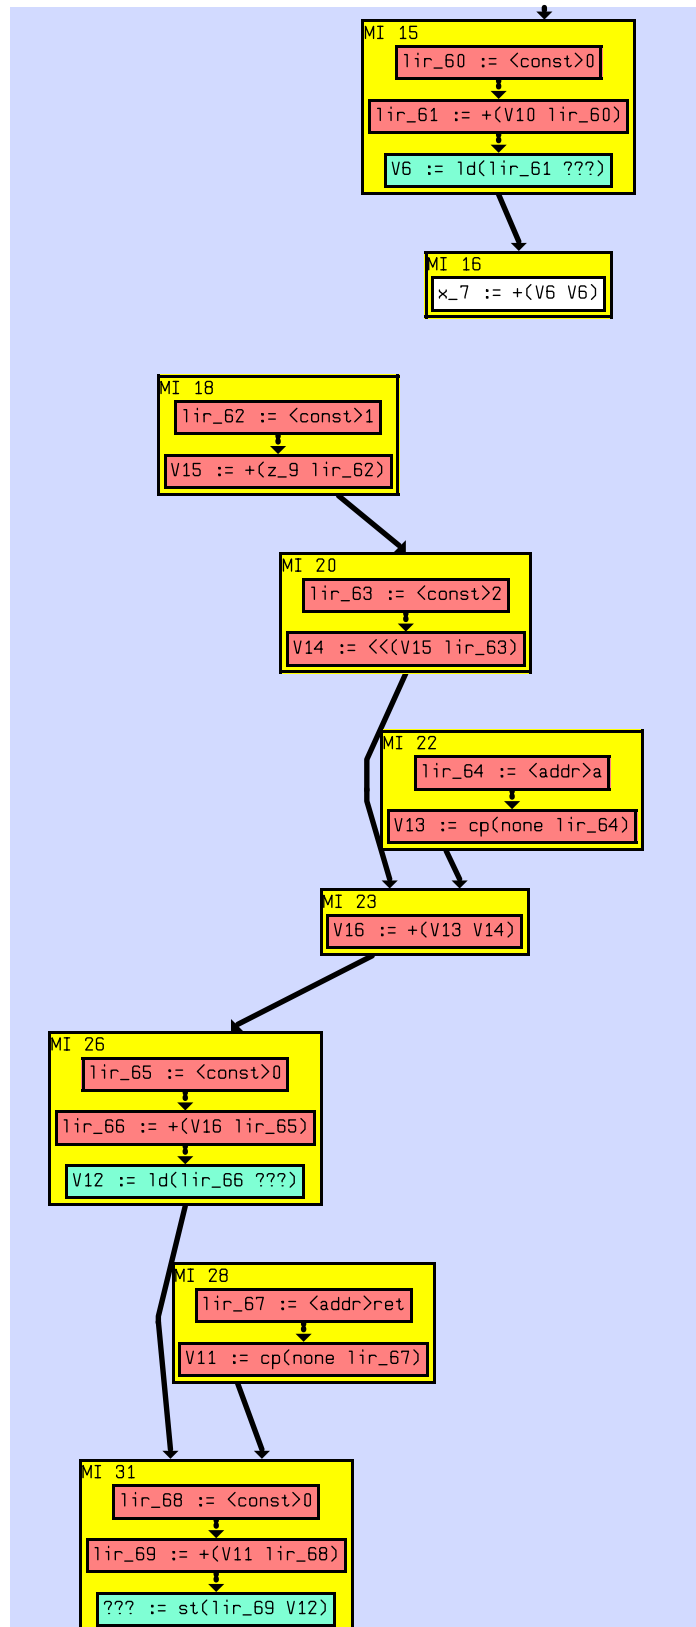 MI 15
lir_60 := <const>0
lir_61 := +(V10 lir_60)
V6 := ld(lir_61 ???)
MI 16
x_7 := +(V6 V6)
MI 18
lir_62 := <const>1
V15 := +(z_9 lir_62)
MI 20
lir_63 := <const>2
V14 := <<(V15 lir_63)
MI 22
lir_64 := <addr>a
V13 := cp(none lir_64)
MI 23
V16 := +(V13 V14)
MI 26
lir_65 := <const>0
lir_66 := +(V16 lir_65)
V12 := ld(lir_66 ???)
MI 28
lir_67 := <addr>ret
V11 := cp(none lir_67)
MI 31
lir_68 := <const>0
lir_69 := +(V11 lir_68)
??? := st(lir_69 V12)